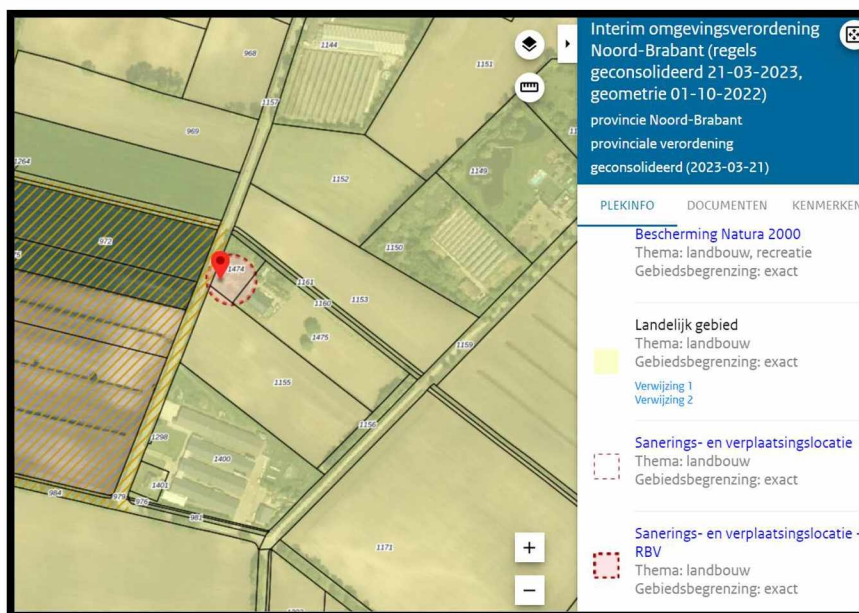 968
1144
1151
1157
969
1264
1152
1149
972
1150
1474
1161
1160
1153
1475
1159
1155
1156
1298
1400
1401
984
979
976
981
1171
Interim omgevingsverordening
Noord-Brabant (regels
geconsolideerd 21-03-2023,
geometrie 01-10-2022)
provincie Noord-Brabant
provinciale verordening
geconsolideerd (2023-03-21)
PLEKINFO DOCUMENTEN KENMERKEN
Bescherming Natura 2000
Thema: landbouw, recreatie
Gebiedsbegrenzing: exact
Landelijk gebied
Thema: landbouw
Gebiedsbegrenzing: exact
Verwijzing 1
Verwijzing 2
Sanerings- en verplaatsingslocatie
Thema: landbouw
Gebiedsbegrenzing: exact
Sanerings- en verplaatsingslocatie -
RBV
Thema: landbouw
Gebiedsbegrenzing: exact